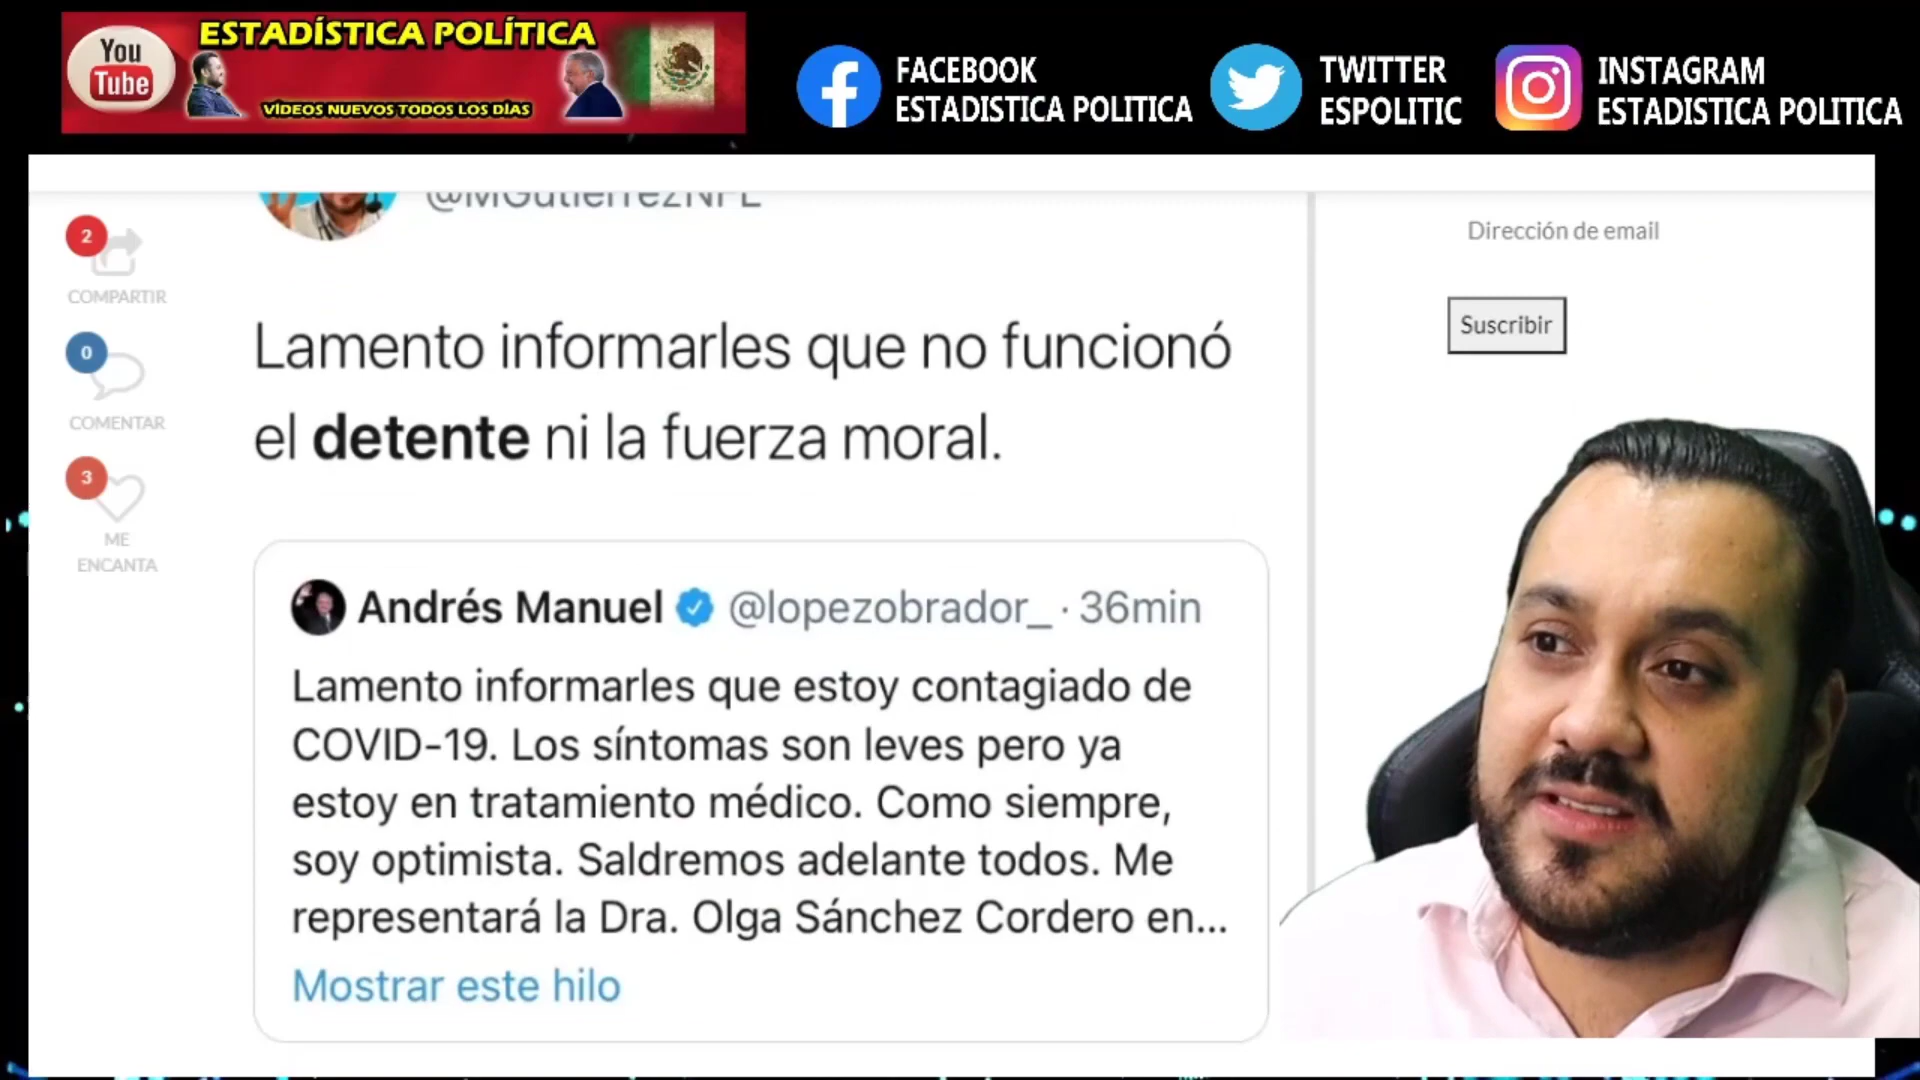 You
Tube
ESTADÍSTICA POLÍTICA
VÍDEOS NUEVOS TODOS LOS DÍAS
FACEBOOK
ESTADISTICA POLITICA
TWITTER
ESPOLITIC
INSTAGRAM
ESTADISTICA POLITICA
@MGutierrezNFL
2
COMPARTIR
0
COMENTAR
3
ME
ENCANTA
Lamento informarles que no funcionó
el detente ni la fuerza moral.
Andrés Manuel @lopezobrador_ · 36min
Lamento informarles que estoy contagiado de
COVID-19. Los síntomas son leves pero ya
estoy en tratamiento médico. Como siempre,
soy optimista. Saldremos adelante todos. Me
representará la Dra. Olga Sánchez Cordero en...
Mostrar este hilo
Dirección de email
Suscribir